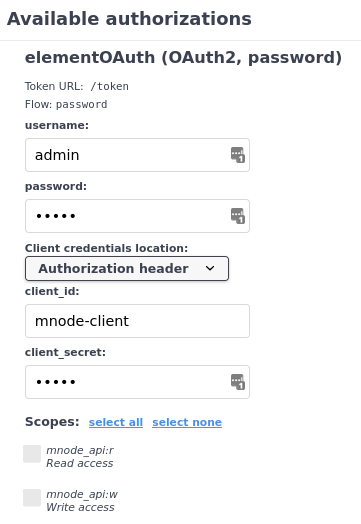 Available authorizations
elementOAuth (OAuth2, password)
Token URL: /token
Flow: password
username:
admin
password:
•••••
Client credentials location:
Authorization header
client_id:
mnode-client
client_secret:
•••••
Scopes: select all select none
mnode_api:r
Read access
mnode_api:w
Write access